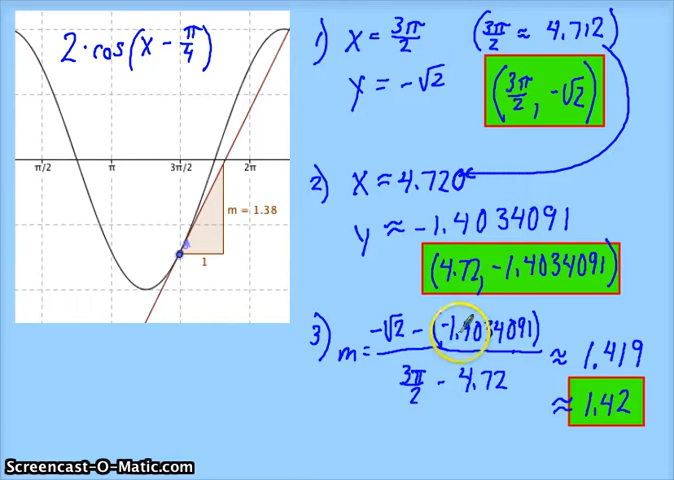 2·cos(x − π/4)
π/2 π 3π/2 2π
m = 1.38
1
1) x = 3π/2 (3π/2 ≈ 4.712)
y = −√2
(3π/2, −√2)
2) x ≈ 4.720
y ≈ −1.4034091
(4.72, −1.4034091)
3) m = (−√2 − (−1.4034091)) / (3π/2 − 4.72) ≈ 1.419
≈ 1.42
Screencast-O-Matic.com